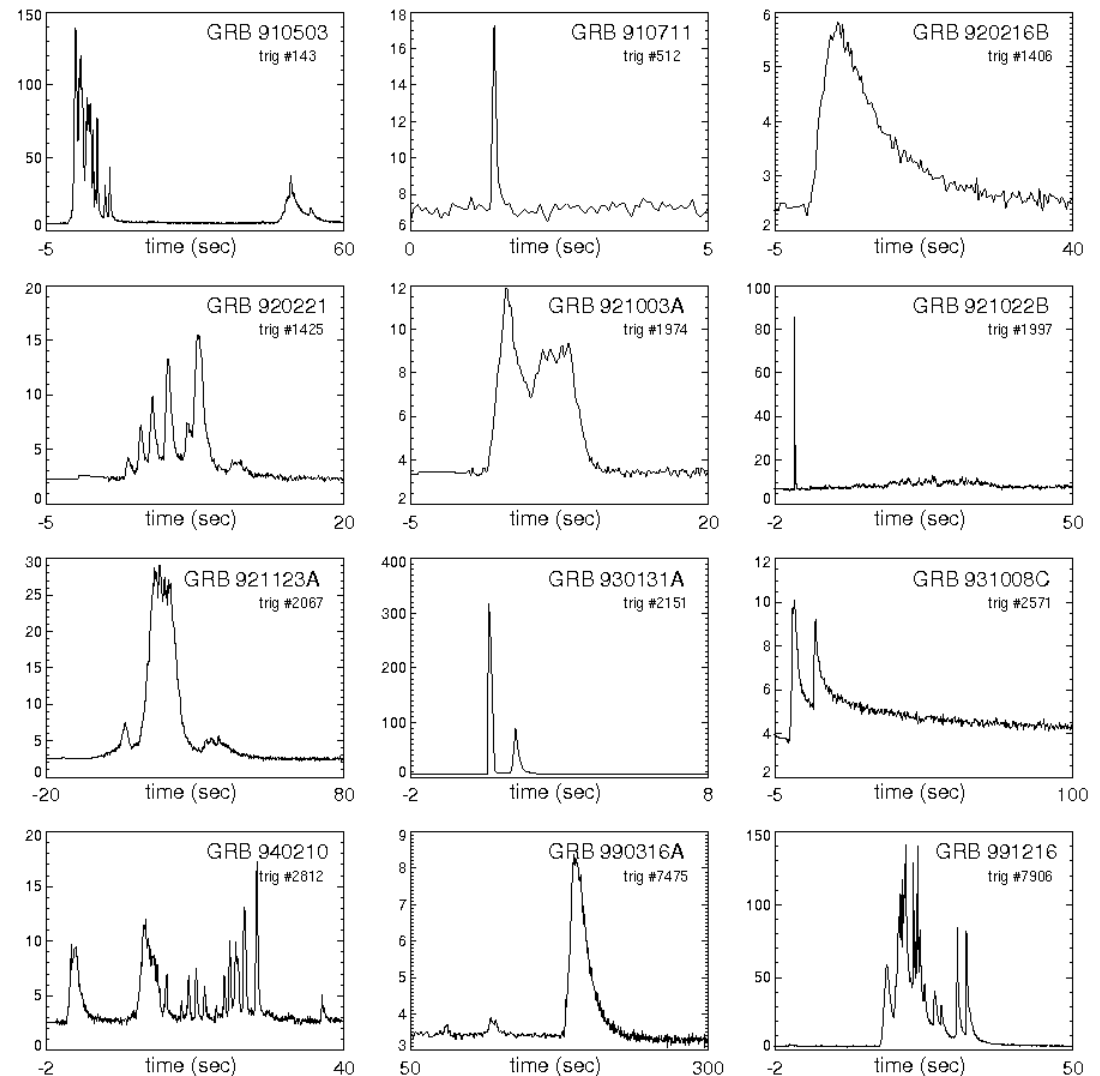 150
GRB 910503
trig #143
100
50
0
-5
time (sec)
60
18
GRB 910711
trig #512
16
14
12
10
8
6
0
time (sec)
5
6
GRB 920216B
trig #1406
5
4
3
2
-5
time (sec)
40
20
GRB 920221
trig #1425
15
10
5
0
-5
time (sec)
20
12
GRB 921003A
trig #1974
10
8
6
4
2
-5
time (sec)
20
100
GRB 921022B
trig #1997
80
60
40
20
0
-2
time (sec)
50
30
GRB 921123A
trig #2067
25
20
15
10
5
0
-20
time (sec)
80
400
GRB 930131A
trig #2151
300
200
100
0
-2
time (sec)
8
12
GRB 931008C
trig #2571
10
8
6
4
2
-5
time (sec)
100
20
GRB 940210
trig #2812
15
10
5
0
-2
time (sec)
40
9
GRB 990316A
trig #7475
8
7
6
5
4
3
50
time (sec)
300
150
GRB 991216
trig #7906
100
50
0
-2
time (sec)
50